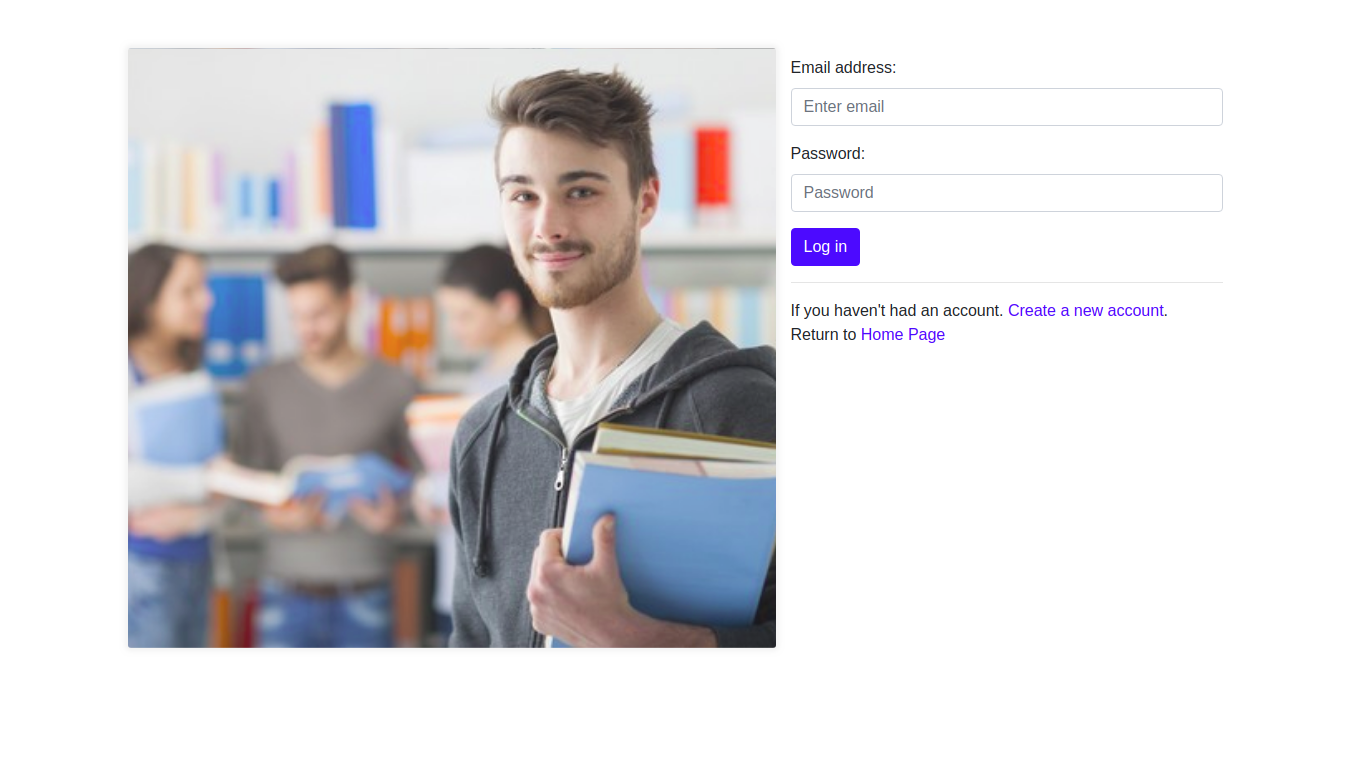 Email address:
Enter email
Password:
Password
Log in
If you haven't had an account. Create a new account.
Return to Home Page